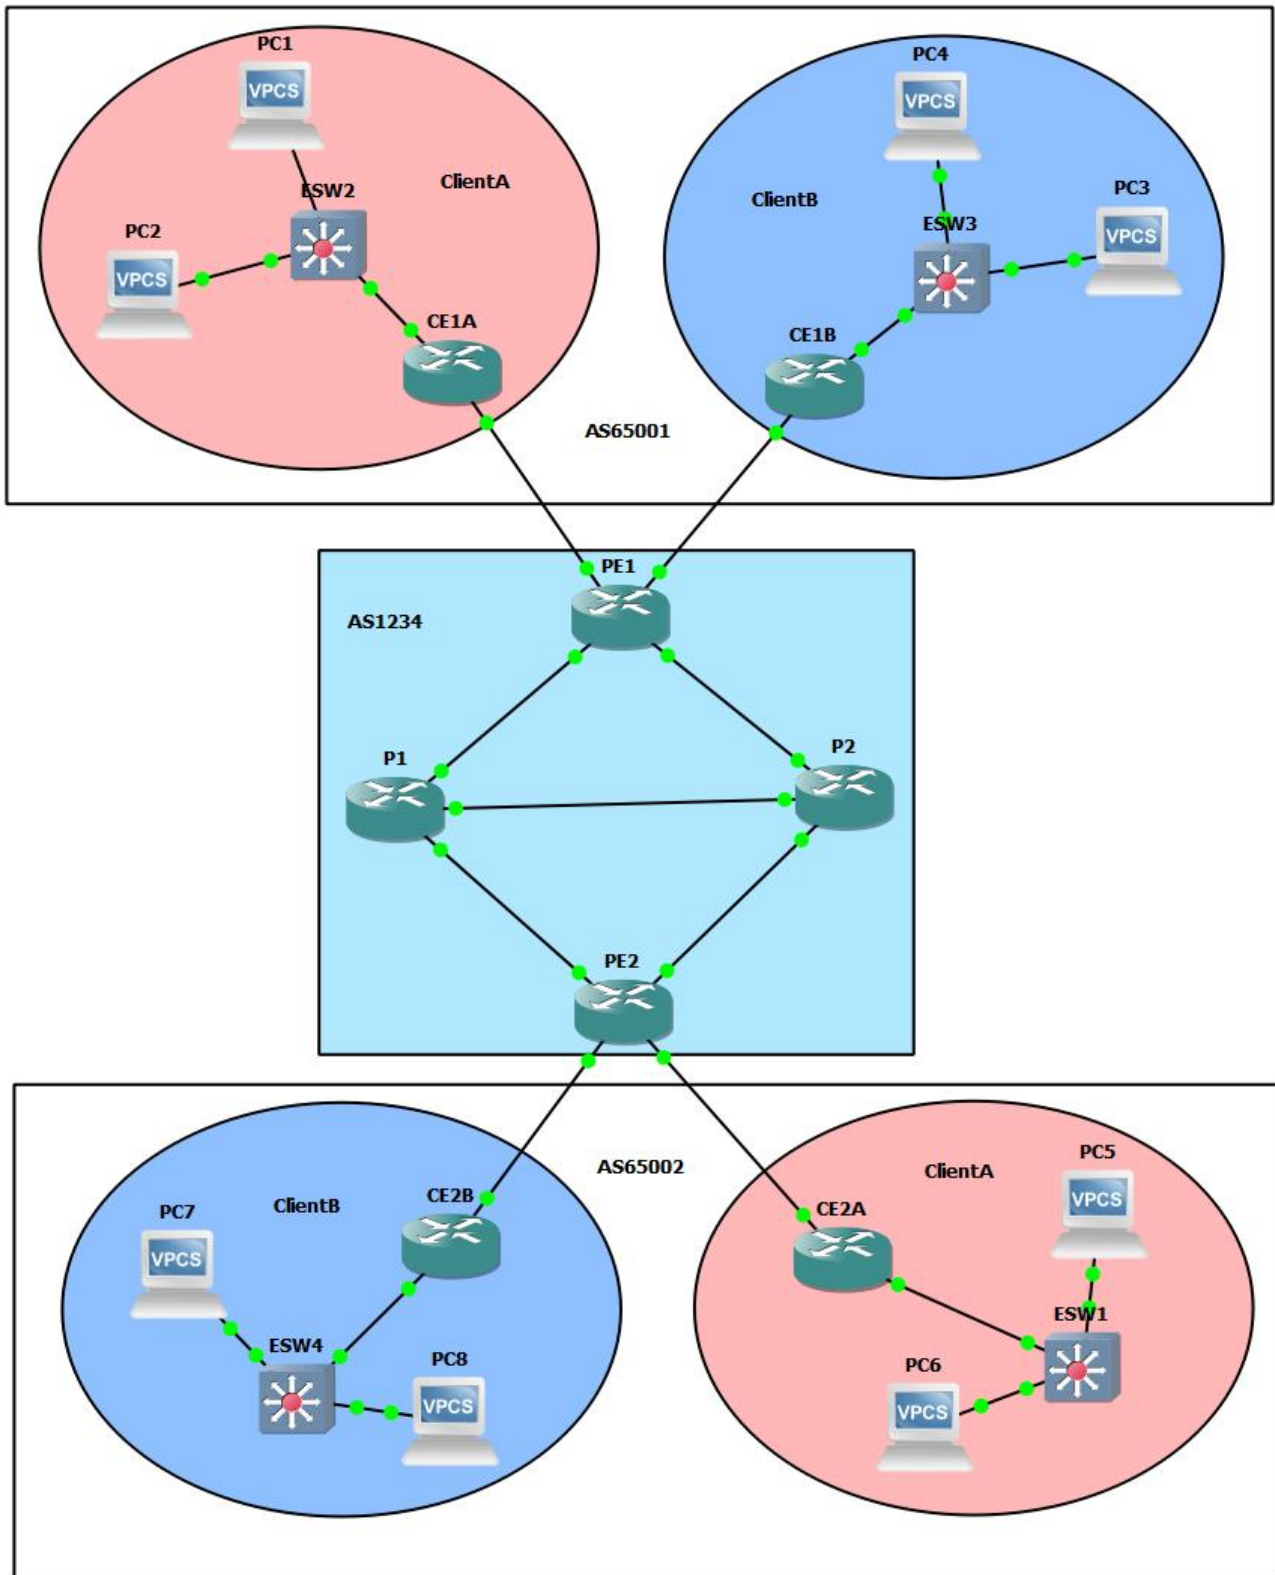 PC1
VPCS
PC4
VPCS
ClientA
ESW2
ClientB
PC3
VPCS
PC2
VPCS
ESW3
CE1A
CE1B
AS65001
PE1
AS1234
P1
P2
PE2
AS65002
PC5
VPCS
ClientA
CE2B
ClientB
PC7
VPCS
CE2A
ESW1
ESW4
PC8
VPCS
PC6
VPCS